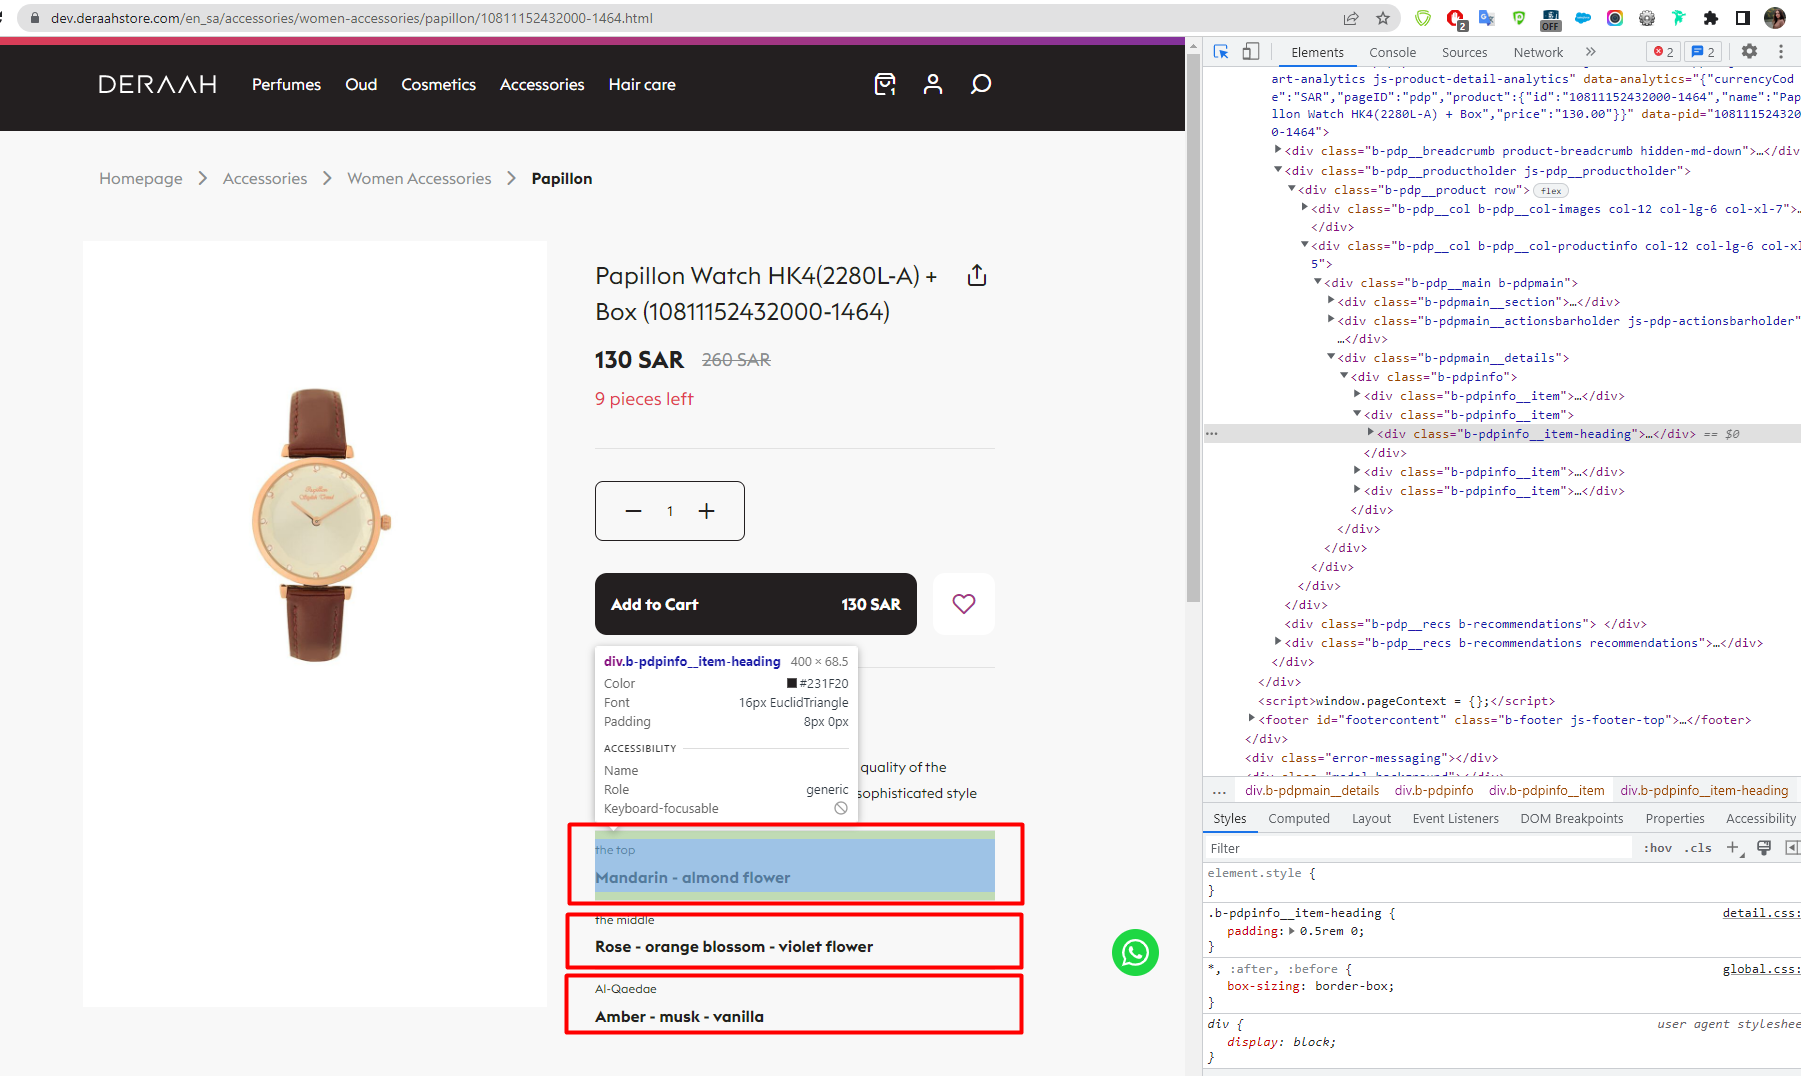 dev.deraahstore.com/en_sa/accessories/women-accessories/papillon/10811152432000-1464.html
2
OFF
DERAAH
Perfumes
Oud
Cosmetics
Accessories
Hair care
1
Homepage
Accessories
Women Accessories
Papillon
Papillon Watch HK4(2280L-A) +
Box (10811152432000-1464)
130 SAR 260 SAR
9 pieces left
1
Add to Cart 130 SAR
div.b-pdpinfo__item-heading 400 × 68.5
Color #231F20
Font 16px EuclidTriangle
Padding 8px 0px
ACCESSIBILITY
Name
Role generic
Keyboard-focusable
quality of the
sophisticated style
the top
Mandarin - almond flower
the middle
Rose - orange blossom - violet flower
Al-Qaedae
Amber - musk - vanilla
Elements Console Sources Network » 2 2
art-analytics js-product-detail-analytics" data-analytics="{"currencyCod
e":"SAR","pageID":"pdp","product":{"id":"10811152432000-1464","name":"Pap
illon Watch HK4(2280L-A) + Box","price":"130.00"}}" data-pid="108111524320
0-1464">
<div class="b-pdp__breadcrumb product-breadcrumb hidden-md-down">…</div
<div class="b-pdp__productholder js-pdp__productholder">
<div class="b-pdp__product row"> flex
<div class="b-pdp__col b-pdp__col-images col-12 col-lg-6 col-xl-7">…
</div>
<div class="b-pdp__col b-pdp__col-productinfo col-12 col-lg-6 col-xl
5">
<div class="b-pdp__main b-pdpmain">
<div class="b-pdpmain__section">…</div>
<div class="b-pdpmain__actionsbarholder js-pdp-actionsbarholder"
…</div>
<div class="b-pdpmain__details">
<div class="b-pdpinfo">
<div class="b-pdpinfo__item">…</div>
<div class="b-pdpinfo__item">
… <div class="b-pdpinfo__item-heading">…</div> == $0
</div>
<div class="b-pdpinfo__item">…</div>
<div class="b-pdpinfo__item">…</div>
</div>
</div>
</div>
</div>
</div>
</div>
<div class="b-pdp__recs b-recommendations"> </div>
<div class="b-pdp__recs b-recommendations recommendations">…</div>
</div>
</div>
<script>window.pageContext = {};</script>
<footer id="footercontent" class="b-footer js-footer-top">…</footer>
</div>
<div class="error-messaging"></div>
<div class="modal-background"></div>
… div.b-pdpmain__details div.b-pdpinfo div.b-pdpinfo__item div.b-pdpinfo__item-heading
Styles Computed Layout Event Listeners DOM Breakpoints Properties Accessibility
Filter :hov .cls +
element.style {
}
.b-pdpinfo__item-heading { detail.css:
padding: 0.5rem 0;
}
*, :after, :before { global.css:
box-sizing: border-box;
}
div { user agent styleshee
display: block;
}